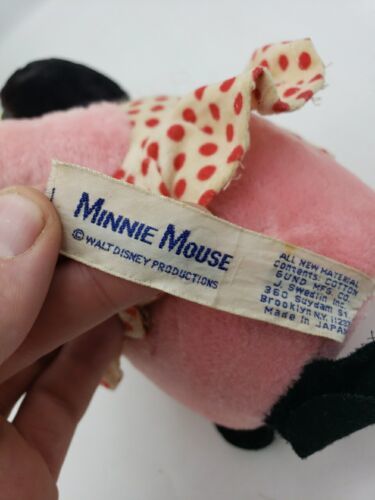 MINNIE MOUSE
© WALT DISNEY PRODUCTIONS
ALL NEW MATERIAL
Contents: COTTON
GUND MFG. CO.
J. Swedlin Inc.
360 Suydam St.
Brooklyn N.Y. 11237
Made in JAPAN